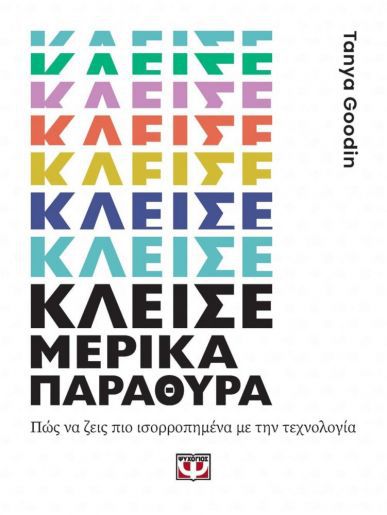 Tanya Goodin
ΚΛΕΙΣΕ
ΚΛΕΙΣΕ
ΚΛΕΙΣΕ
ΚΛΕΙΣΕ
ΚΛΕΙΣΕ
ΚΛΕΙΣΕ
ΚΛΕΙΣΕ
ΚΛΕΙΣΕ
ΜΕΡΙΚΑ
ΠΑΡΑΘΥΡΑ
Πώς να ζεις πιο ισορροπημένα με την τεχνολογία
ΨΥΧΟΓΙΟΣ